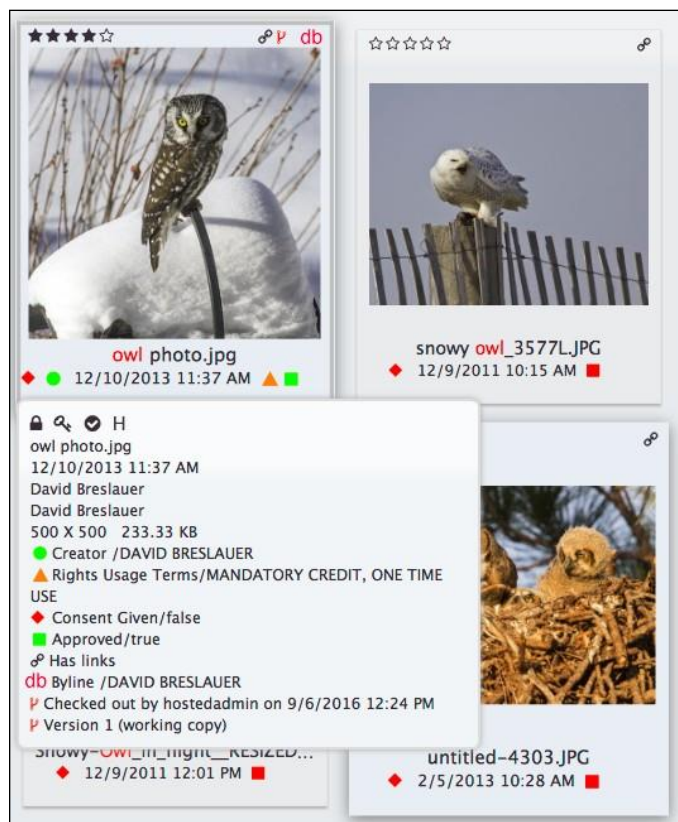 db
owl photo.jpg
12/10/2013 11:37 AM
snowy owl_3577L.JPG
12/9/2011 10:15 AM
H
owl photo.jpg
12/10/2013 11:37 AM
David Breslauer
David Breslauer
500 X 500 233.33 KB
Creator /DAVID BRESLAUER
Rights Usage Terms/MANDATORY CREDIT, ONE TIME
USE
Consent Given/false
Approved/true
Has links
db Byline /DAVID BRESLAUER
Checked out by hostedadmin on 9/6/2016 12:24 PM
Version 1 (working copy)
Snowy-Owl_in_flight__RESIZED...
12/9/2011 12:01 PM
untitled-4303.JPG
2/5/2013 10:28 AM